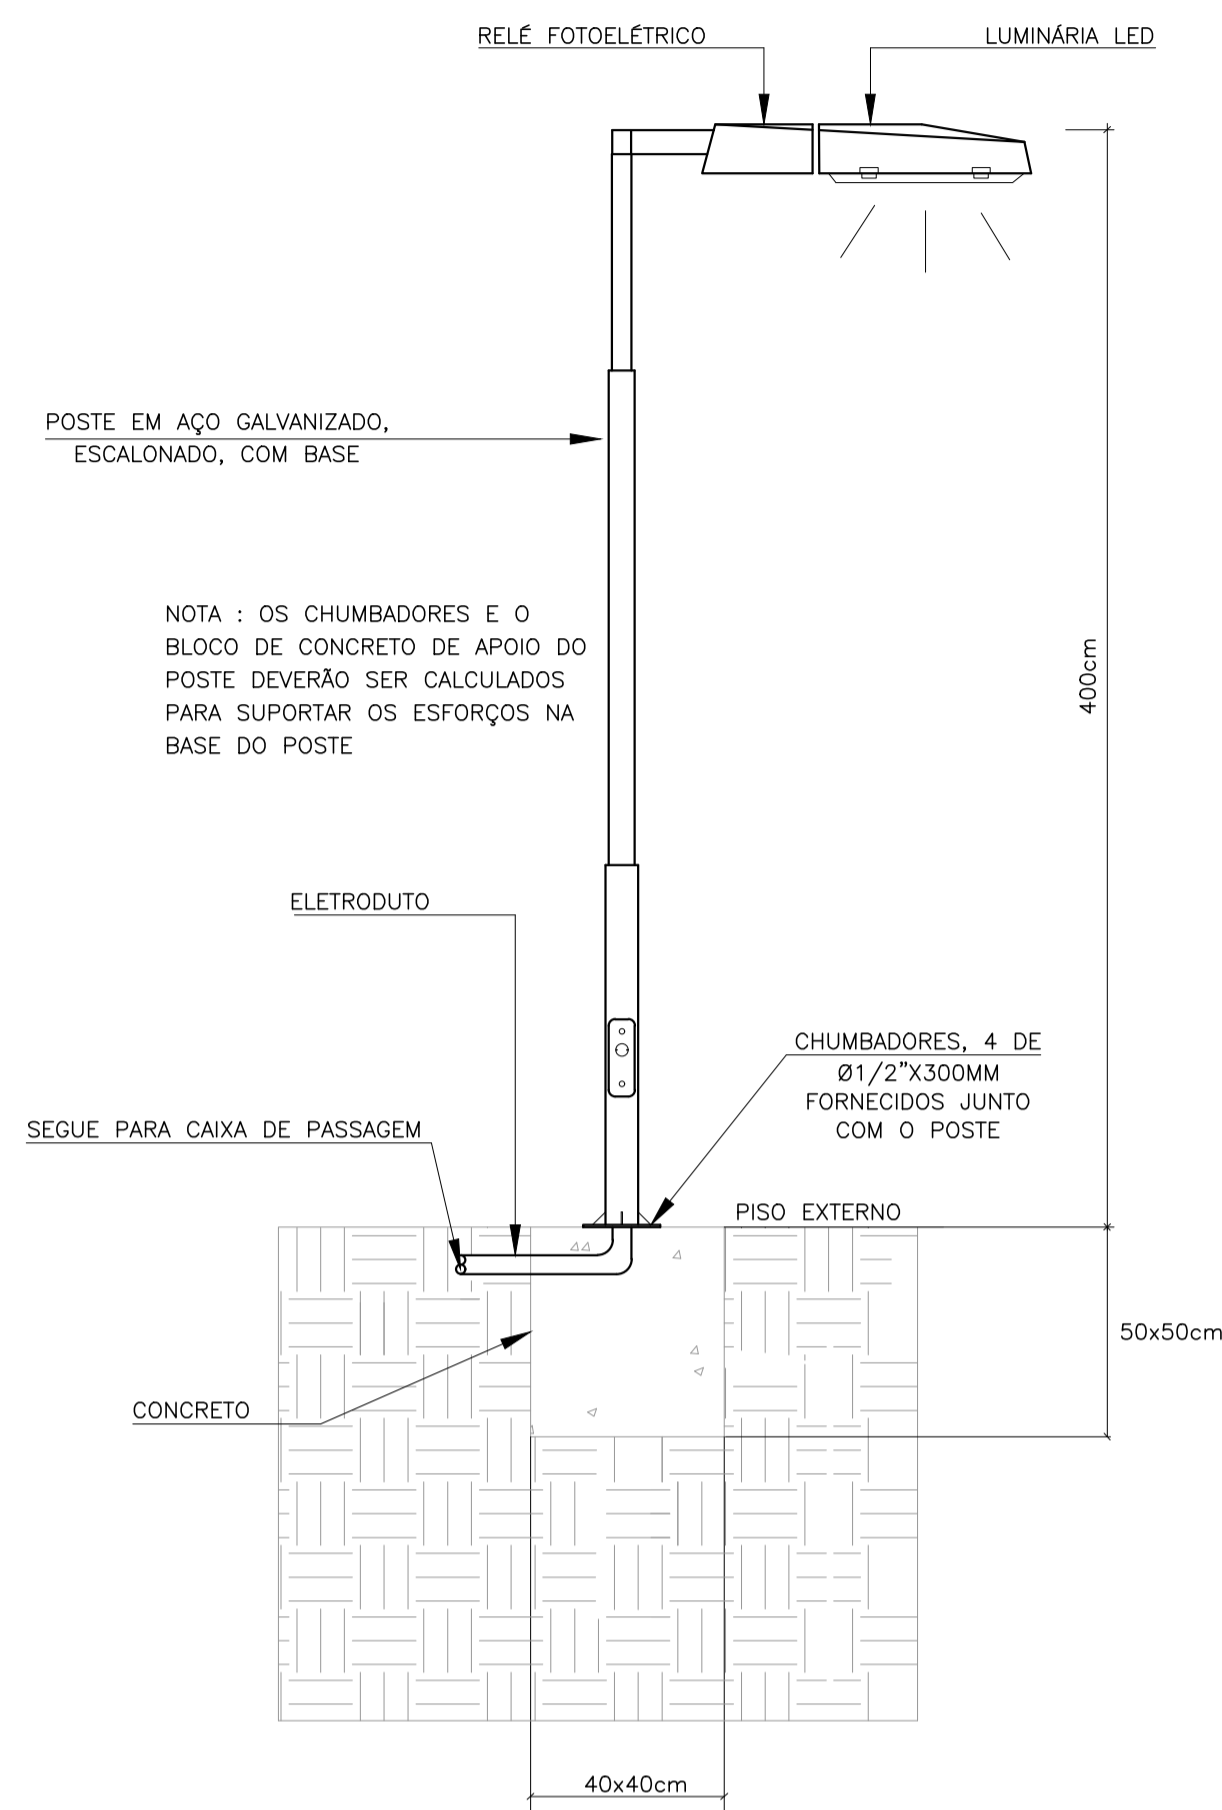 RELÉ FOTOELÉTRICO
LUMINÁRIA LED
POSTE EM AÇO GALVANIZADO,
ESCALONADO, COM BASE
NOTA : OS CHUMBADORES E O
BLOCO DE CONCRETO DE APOIO DO
POSTE DEVERÃO SER CALCULADOS
PARA SUPORTAR OS ESFORÇOS NA
BASE DO POSTE
400cm
ELETRODUTO
CHUMBADORES, 4 DE
Ø1/2"X300MM
FORNECIDOS JUNTO
COM O POSTE
SEGUE PARA CAIXA DE PASSAGEM
PISO EXTERNO
50x50cm
CONCRETO
40x40cm